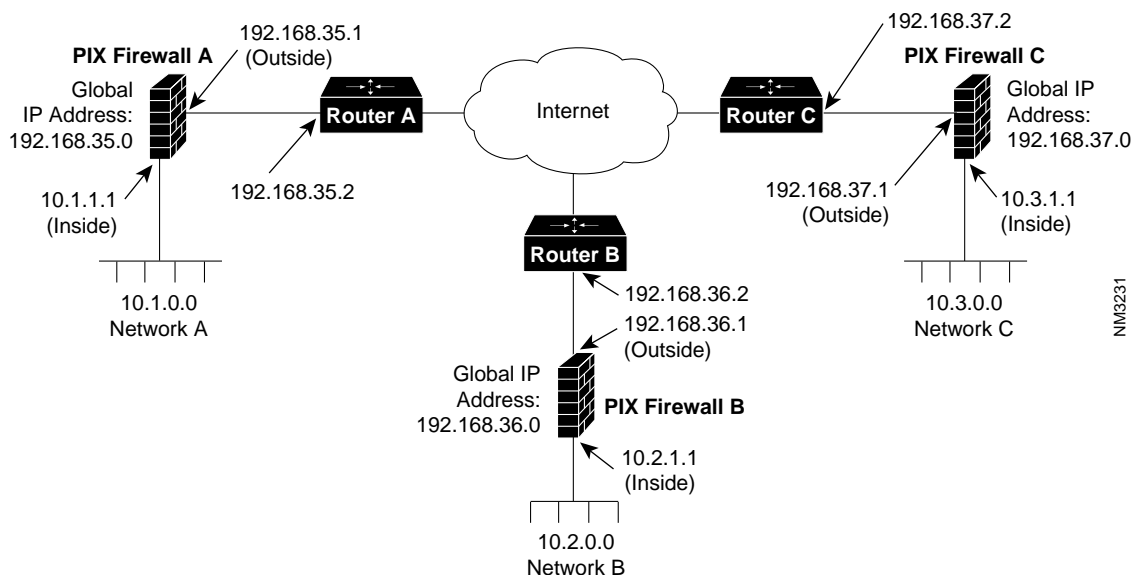 192.168.35.1
(Outside)
PIX Firewall A
Global
IP Address:
192.168.35.0
10.1.1.1
(Inside)
10.1.0.0
Network A
Router A
192.168.35.2
Internet
192.168.37.2
Router C
PIX Firewall C
Global IP
Address:
192.168.37.0
192.168.37.1
(Outside)
10.3.1.1
(Inside)
10.3.0.0
Network C
Router B
192.168.36.2
192.168.36.1
(Outside)
Global IP
Address:
192.168.36.0
PIX Firewall B
10.2.1.1
(Inside)
10.2.0.0
Network B
NM3231